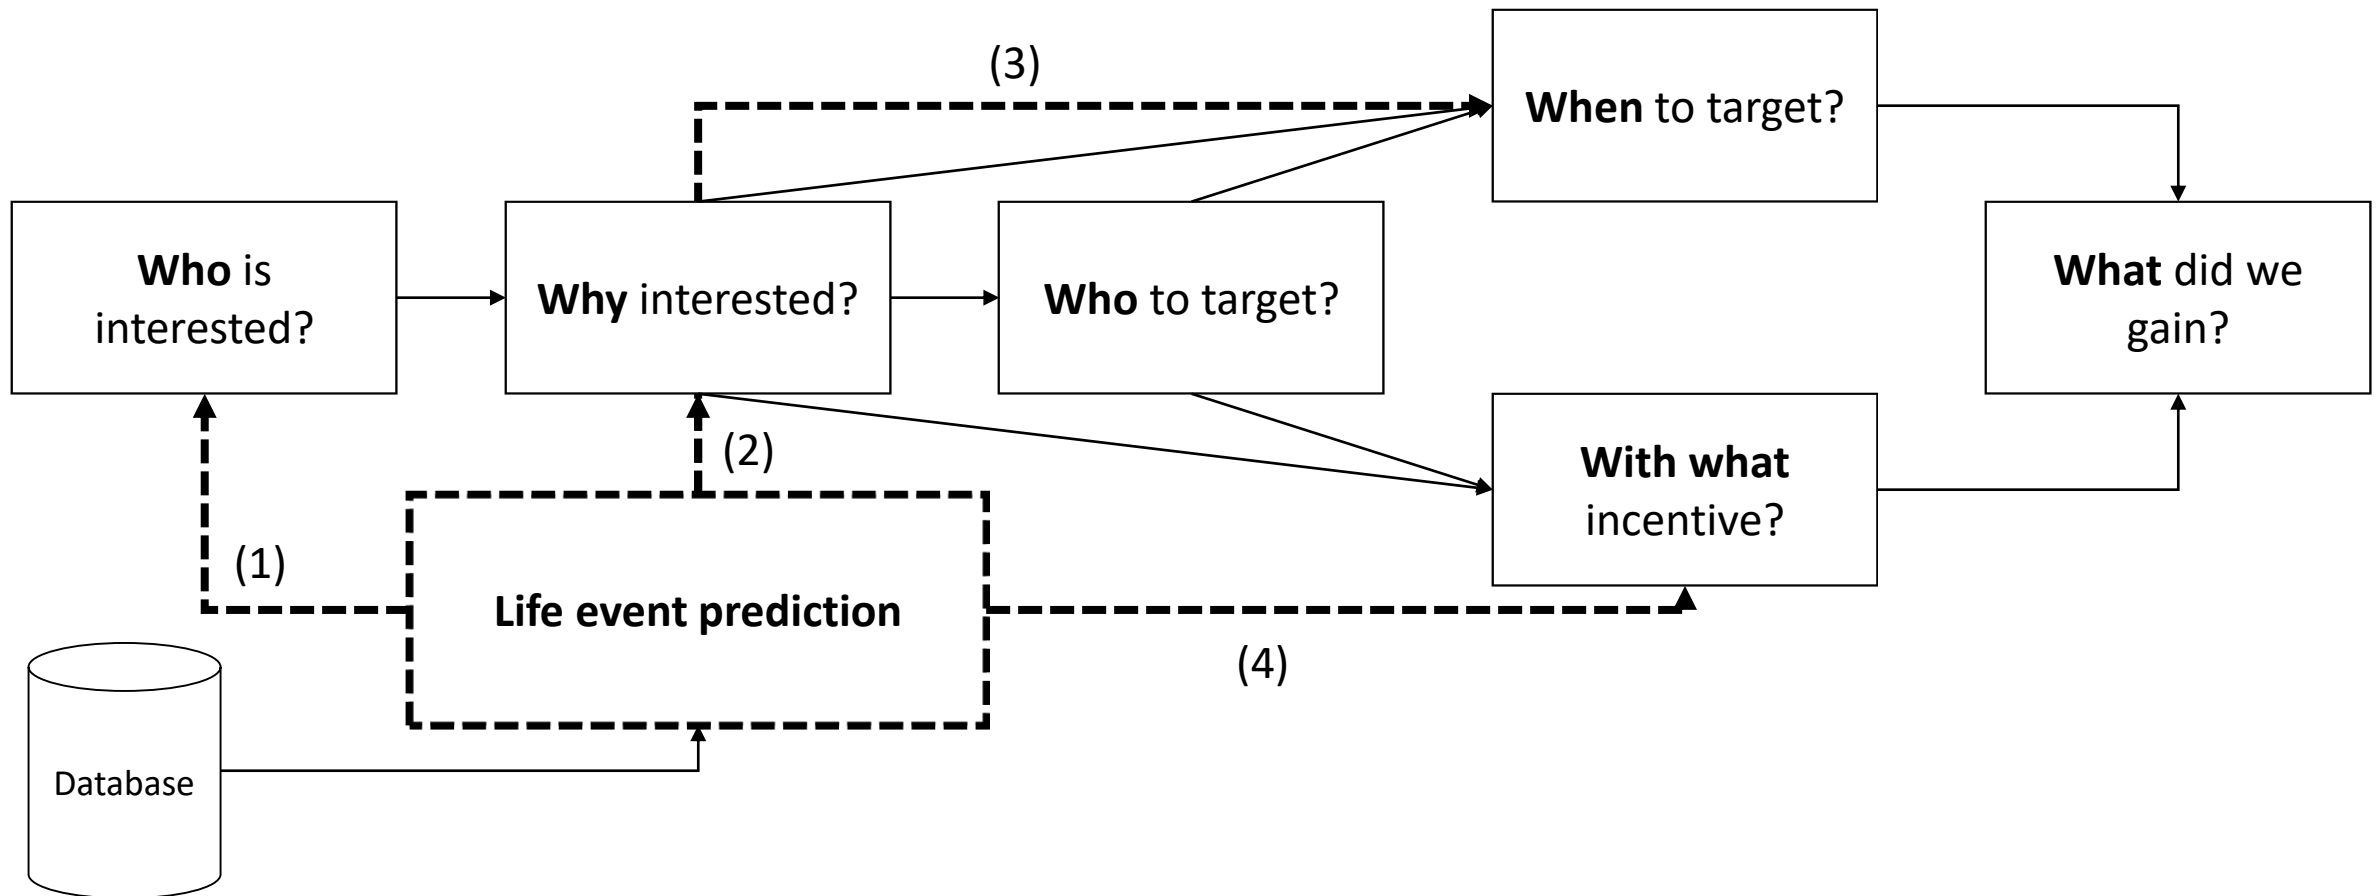 (3)
When to target?
Who is
interested?
Why interested?
Who to target?
What did we
gain?
(2)
With what
incentive?
(1)
Life event prediction
(4)
Database